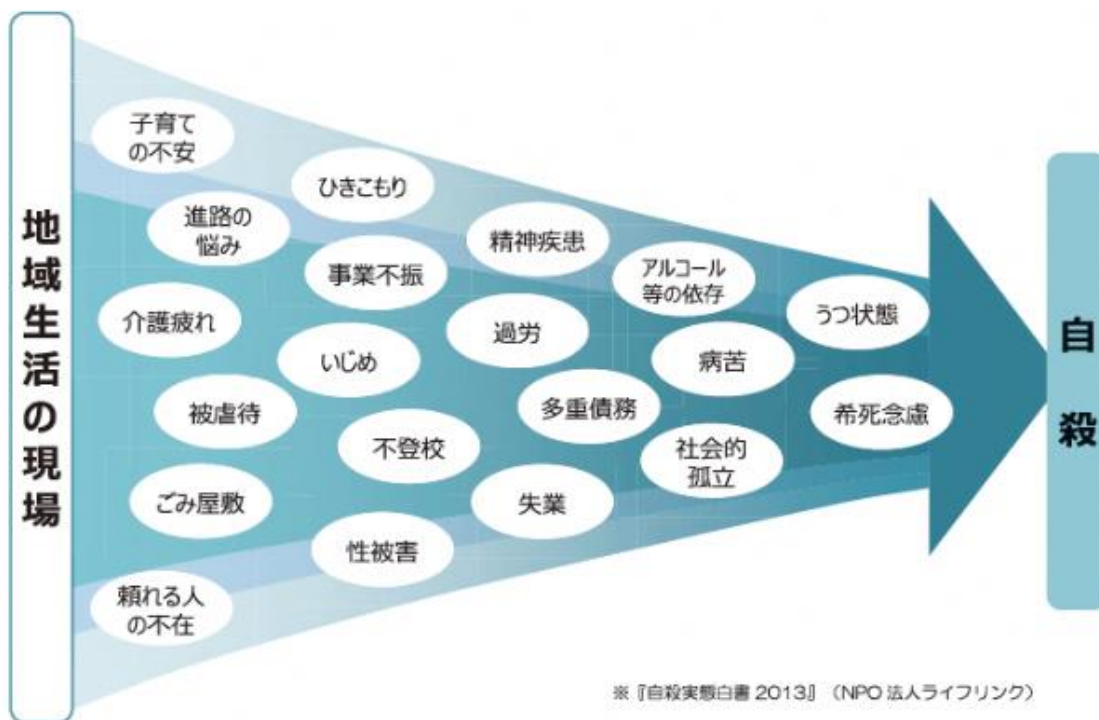 地域生活の現場
子育て
の不安
進路の
悩み
介護疲れ
被虐待
ごみ屋敷
頼れる人
の不在
ひきこもり
事業不振
いじめ
不登校
性被害
精神疾患
過労
多重債務
失業
アルコール
等の依存
病苦
社会的
孤立
うつ状態
希死念慮
自殺
※『自殺実態白書 2013』（NPO 法人ライフリンク）